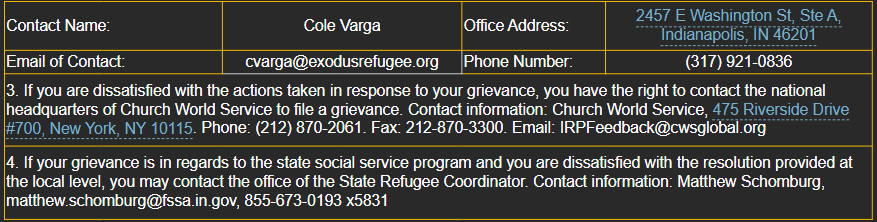 Contact Name: Cole Varga Office Address: 2457 E Washington St, Ste A,
Indianapolis, IN 46201
Email of Contact: cvarga@exodusrefugee.org Phone Number: (317) 921-0836
3. If you are dissatisfied with the actions taken in response to your grievance, you have the right to contact the national
headquarters of Church World Service to file a grievance. Contact information: Church World Service, 475 Riverside Drive
#700, New York, NY 10115. Phone: (212) 870-2061. Fax: 212-870-3300. Email: IRPFeedback@cwsglobal.org
4. If your grievance is in regards to the state social service program and you are dissatisfied with the resolution provided at
the local level, you may contact the office of the State Refugee Coordinator. Contact information: Matthew Schomburg,
matthew.schomburg@fssa.in.gov, 855-673-0193 x5831